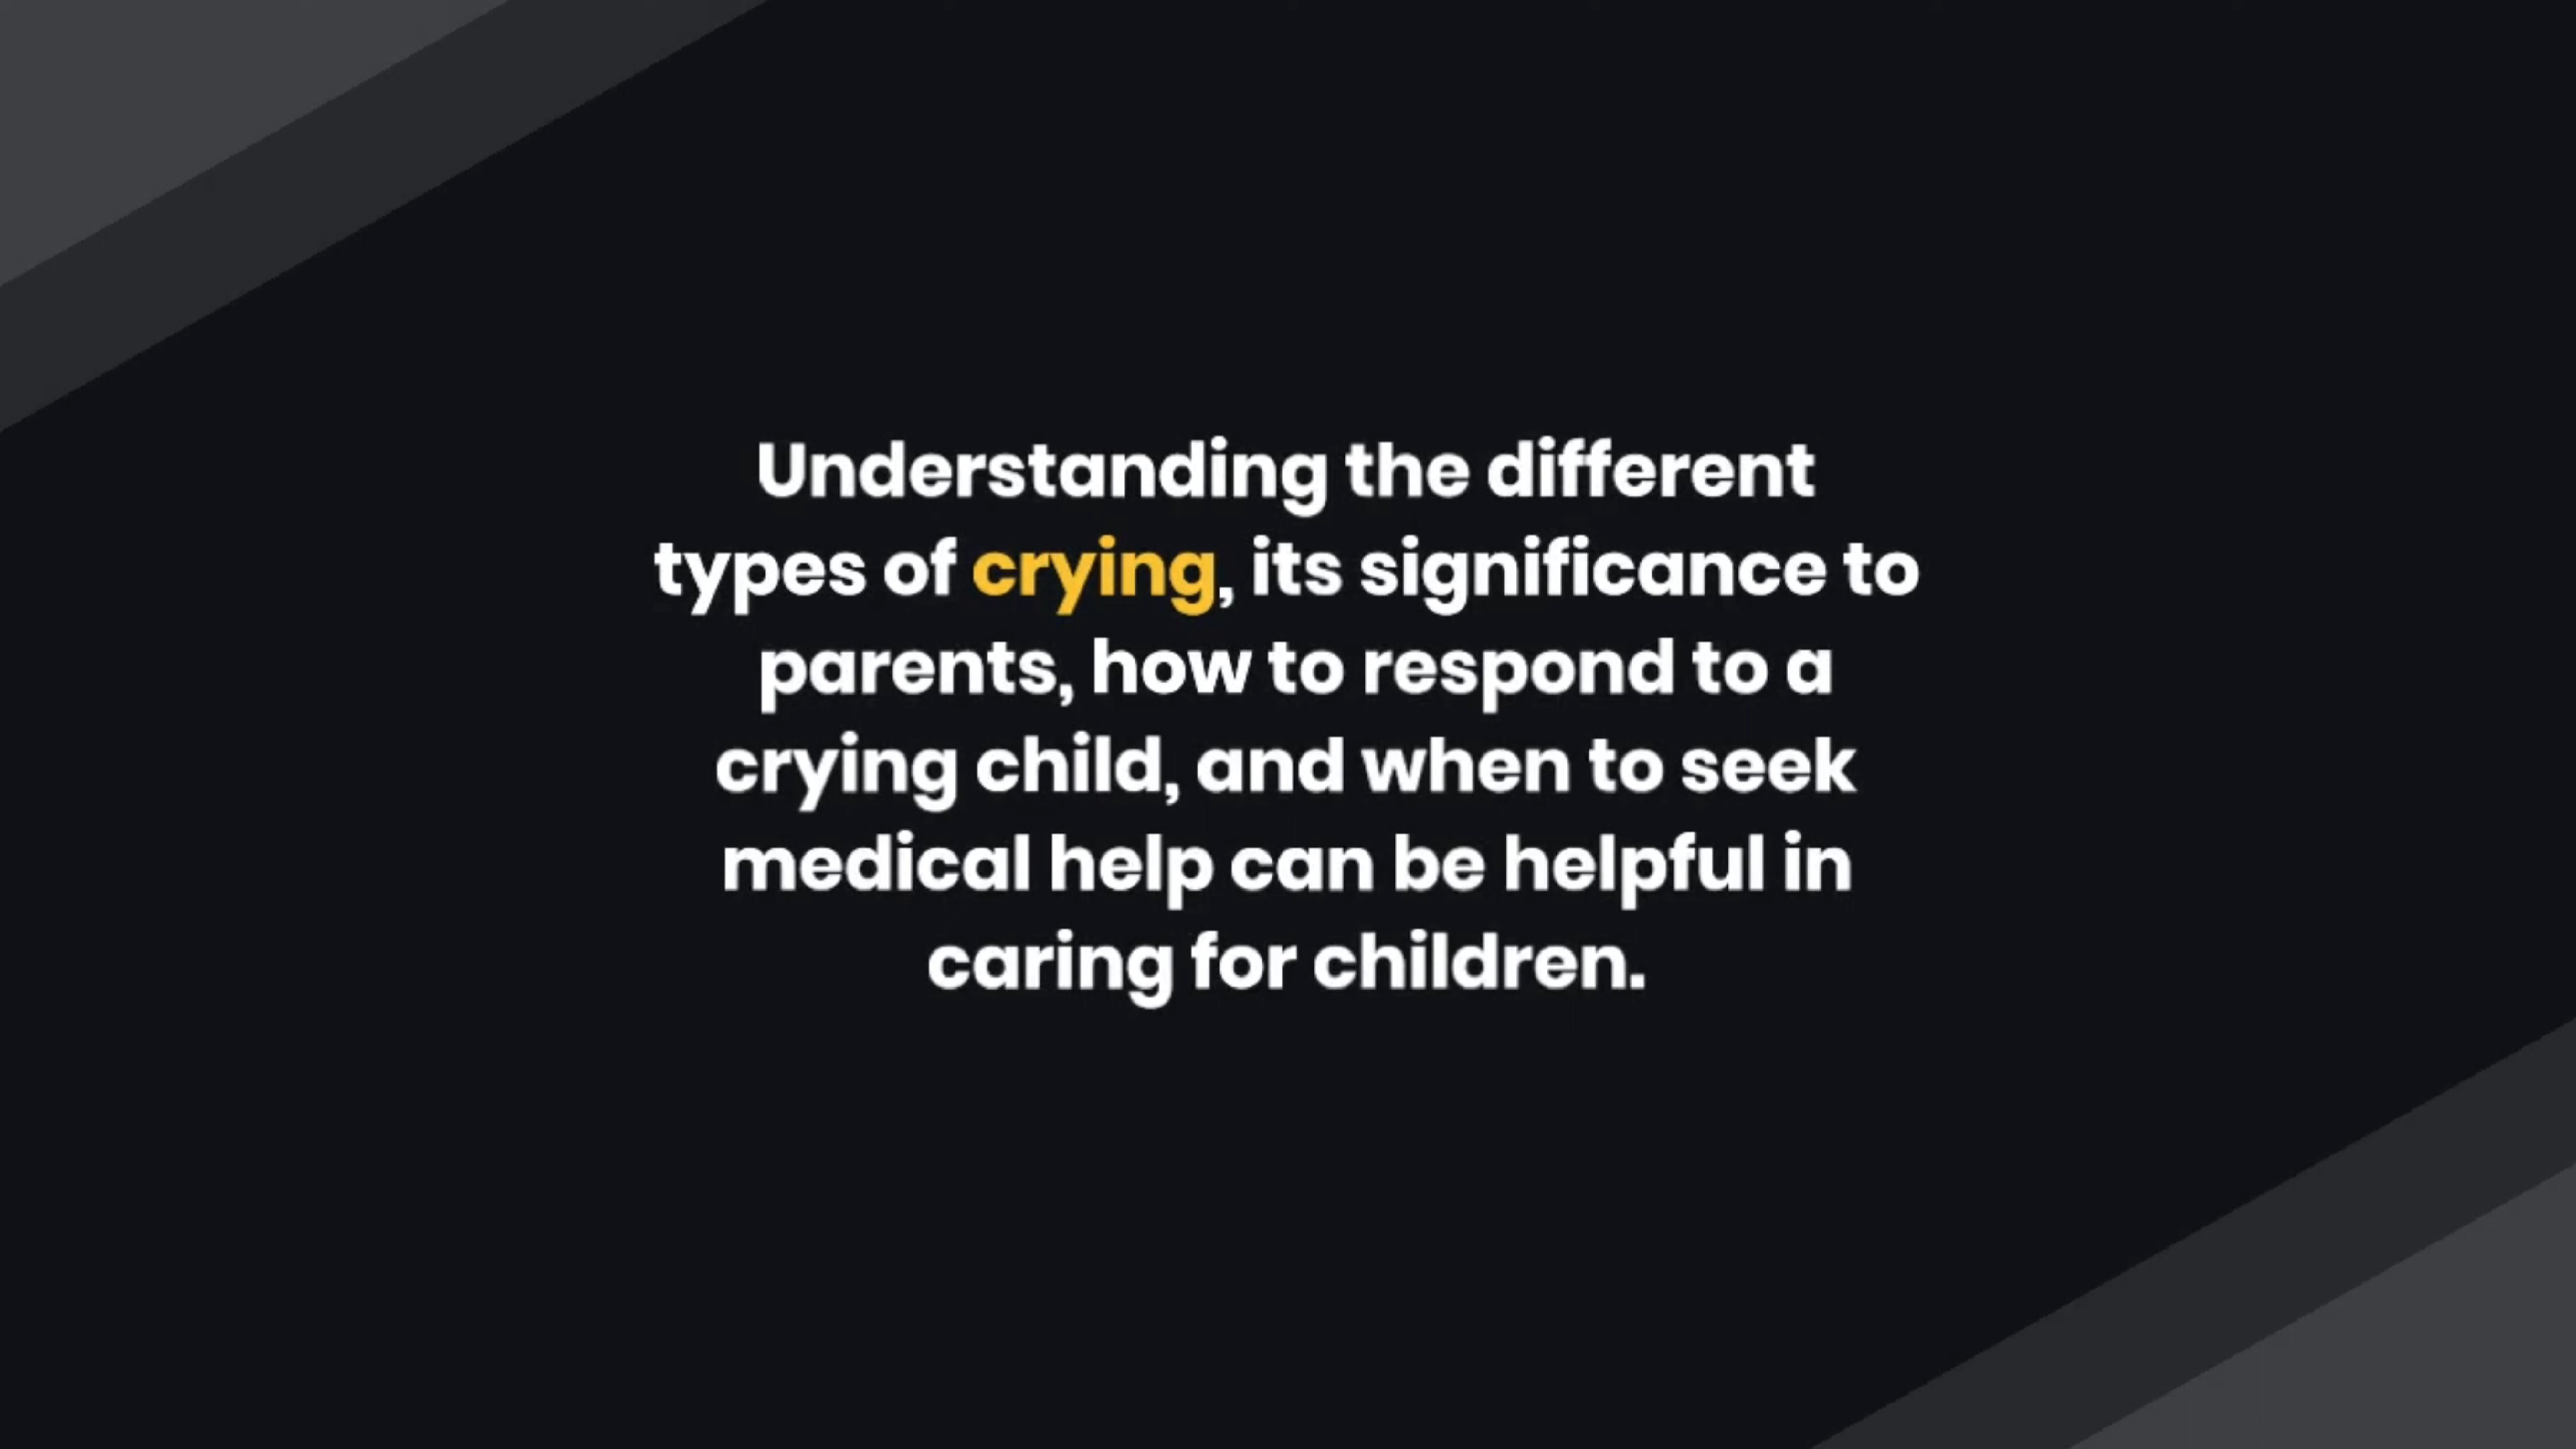 Understanding the different
types of crying, its significance to
parents, how to respond to a
crying child, and when to seek
medical help can be helpful in
caring for children.